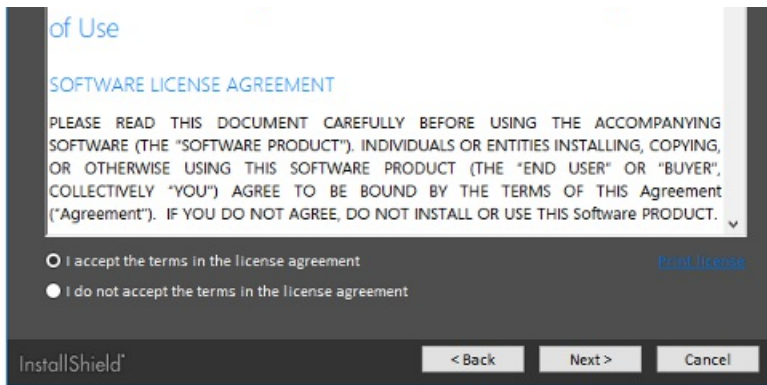 of Use
SOFTWARE LICENSE AGREEMENT
PLEASE READ THIS DOCUMENT CAREFULLY BEFORE USING THE ACCOMPANYING
SOFTWARE (THE "SOFTWARE PRODUCT"). INDIVIDUALS OR ENTITIES INSTALLING, COPYING,
OR OTHERWISE USING THIS SOFTWARE PRODUCT (THE "END USER" OR "BUYER",
COLLECTIVELY "YOU") AGREE TO BE BOUND BY THE TERMS OF THIS Agreement
("Agreement"). IF YOU DO NOT AGREE, DO NOT INSTALL OR USE THIS Software PRODUCT.
I accept the terms in the license agreement
Print license
I do not accept the terms in the license agreement
InstallShield
< Back
Next >
Cancel